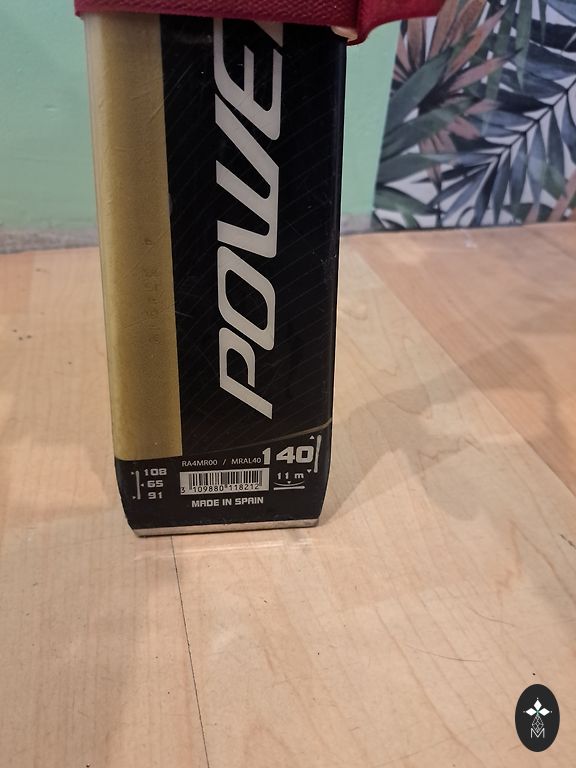 POWER
RA4MR00 / MRAL40
140
108
65
91
11 m
3 109880 118212
MADE IN SPAIN
M